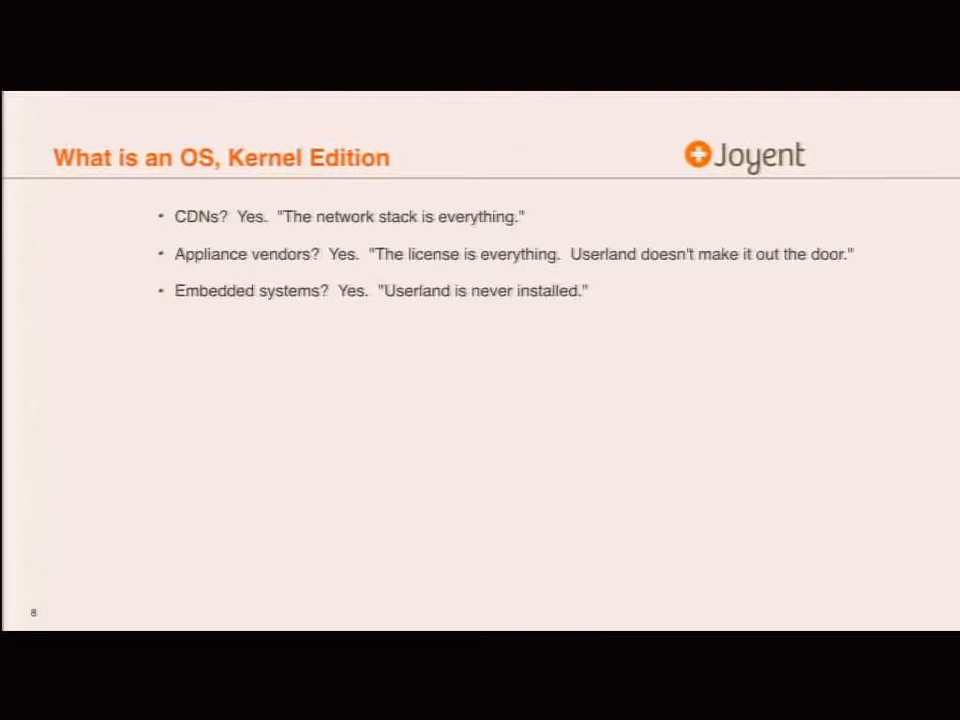 What is an OS, Kernel Edition
Joyent
• CDNs? Yes. "The network stack is everything."
• Appliance vendors? Yes. "The license is everything. Userland doesn't make it out the door."
• Embedded systems? Yes. "Userland is never installed."
8